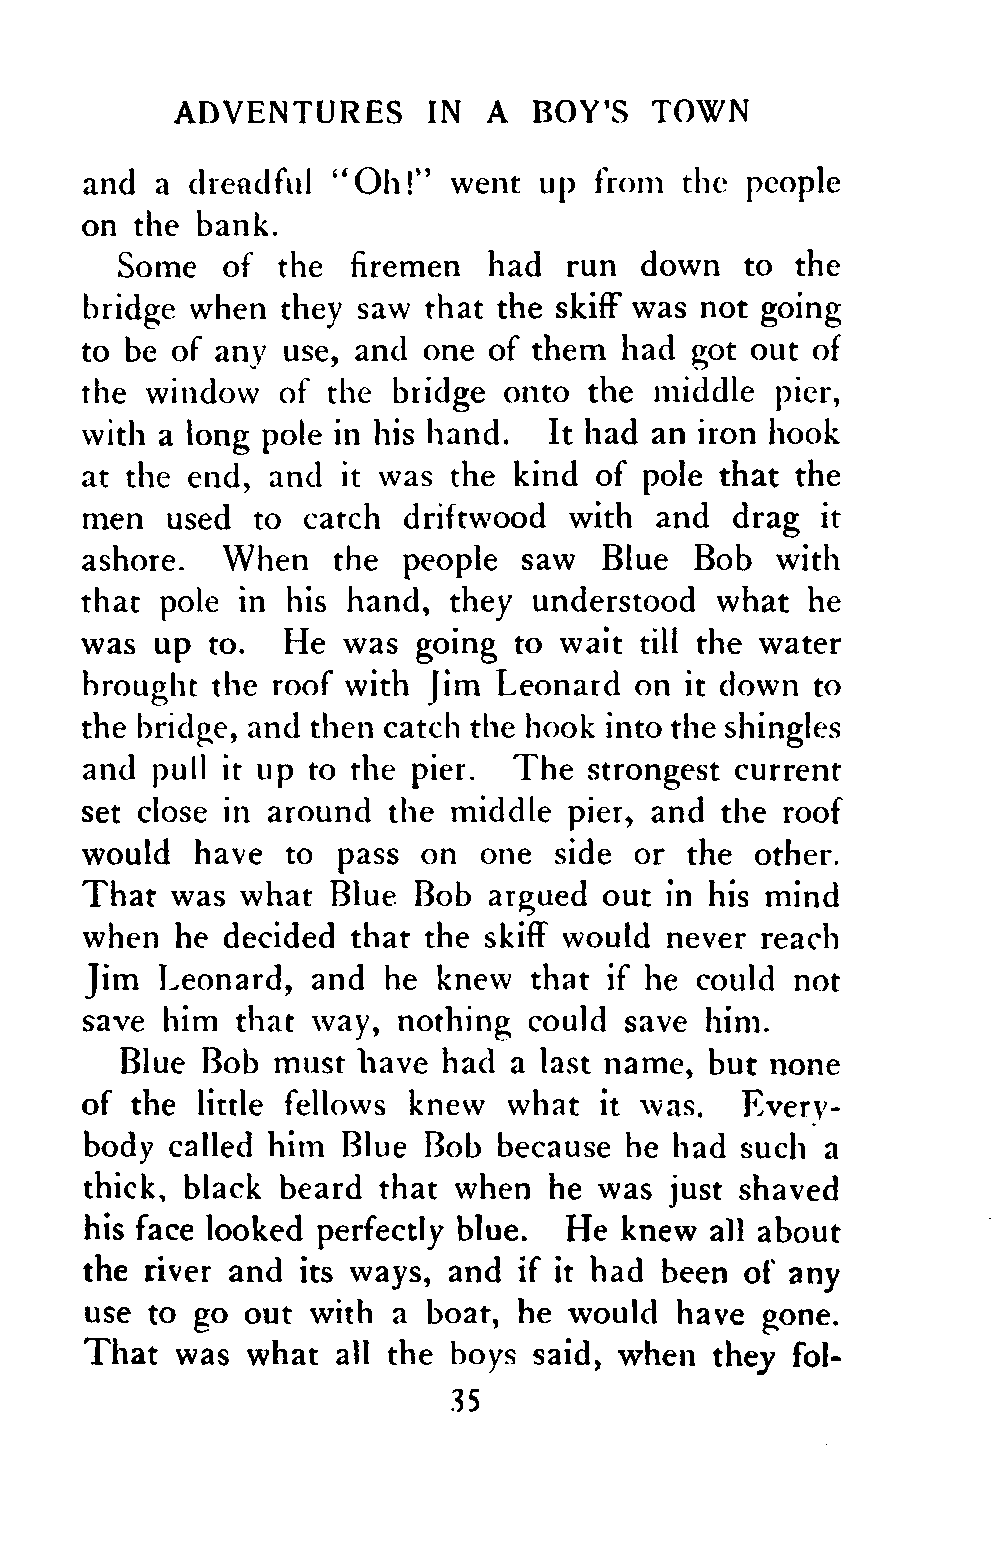 ADVENTURES IN A BOY'S TOWN
and a dreadful "Oh!" went up from the people
on the bank.
Some of the firemen had run down to the
bridge when they saw that the skiff was not going
to be of any use, and one of them had got out of
the window of the bridge onto the middle pier,
with a long pole in his hand. It had an iron hook
at the end, and it was the kind of pole that the
men used to catch driftwood with and drag it
ashore. When the people saw Blue Bob with
that pole in his hand, they understood what he
was up to. He was going to wait till the water
brought the roof with Jim Leonard on it down to
the bridge, and then catch the hook into the shingles
and pull it up to the pier. The strongest current
set close in around the middle pier, and the roof
would have to pass on one side or the other.
That was what Blue Bob argued out in his mind
when he decided that the skiff would never reach
Jim Leonard, and he knew that if he could not
save him that way, nothing could save him.
Blue Bob must have had a last name, but none
of the little fellows knew what it was. Every-
body called him Blue Bob because he had such a
thick, black beard that when he was just shaved
his face looked perfectly blue. He knew all about
the river and its ways, and if it had been of any
use to go out with a boat, he would have gone.
That was what all the boys said, when they fol-
35